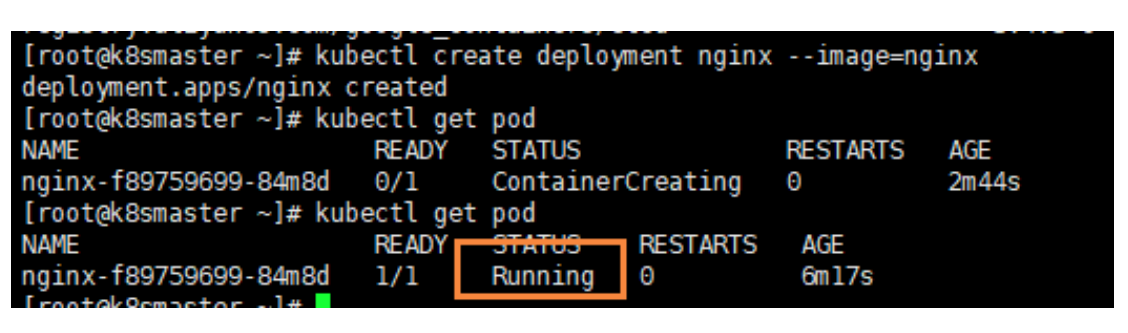 [root@k8smaster ~]# kubectl create deployment nginx --image=nginx
deployment.apps/nginx created
[root@k8smaster ~]# kubectl get pod
NAME                    READY   STATUS              RESTARTS   AGE
nginx-f89759699-84m8d   0/1     ContainerCreating   0          2m44s
[root@k8smaster ~]# kubectl get pod
NAME                    READY   STATUS    RESTARTS   AGE
nginx-f89759699-84m8d   1/1     Running   0          6m17s
[root@k8smaster ~]#